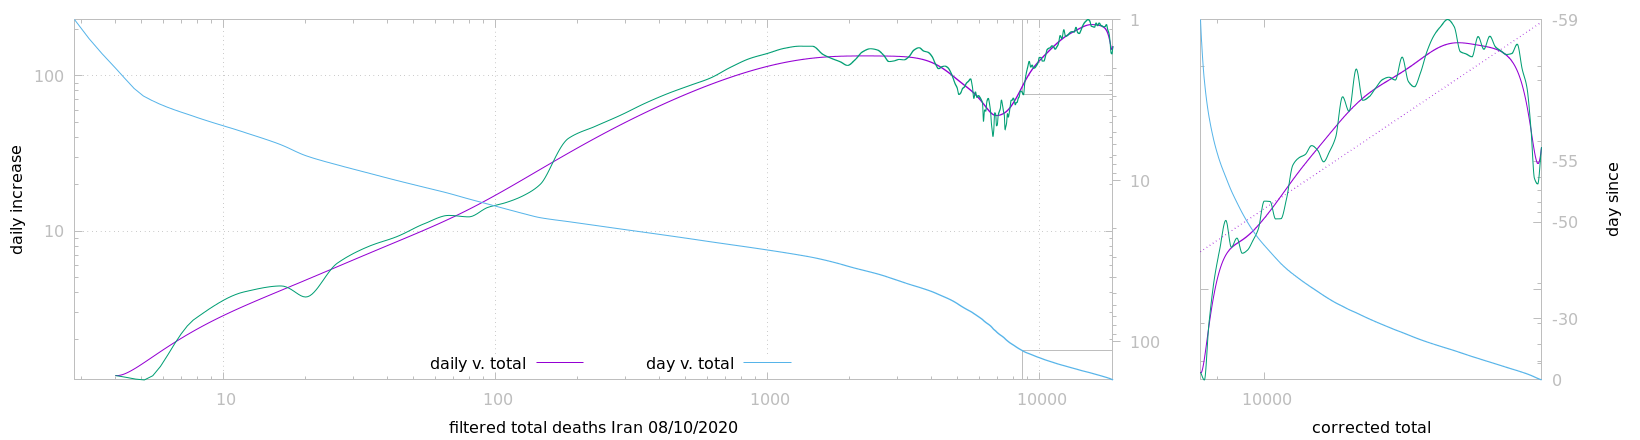 daily increase
100
10
1
10
100
daily v. total
day v. total
10
100
1000
10000
filtered total deaths Iran 08/10/2020
-59
-55
-50
-30
0
day since
10000
corrected total